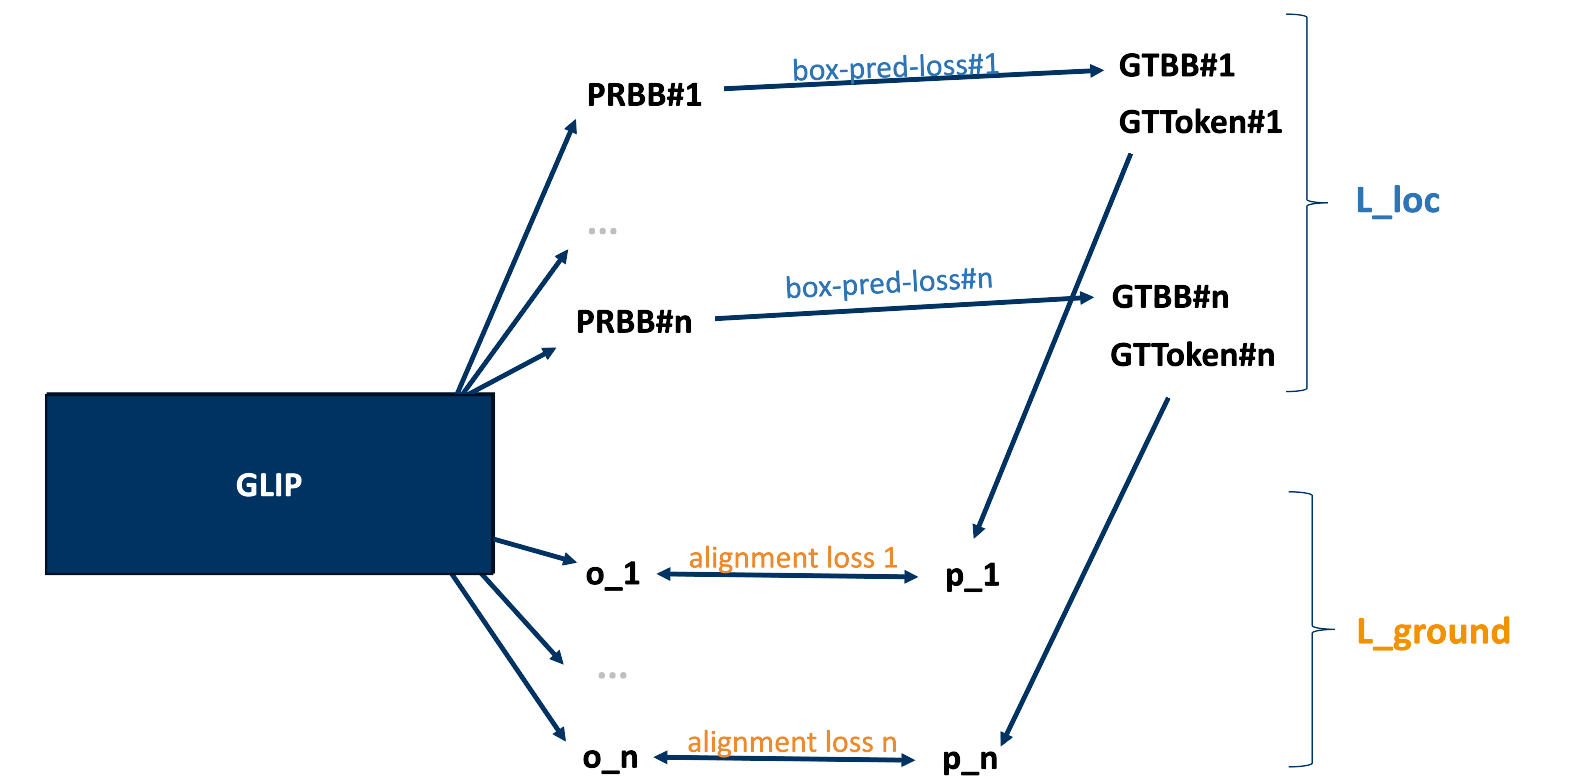 box-pred-loss#1
GTBB#1
PRBB#1
GTToken#1
L_loc
...
box-pred-loss#n
GTBB#n
PRBB#n
GTToken#n
GLIP
o_1
alignment loss 1
p_1
L_ground
...
o_n
alignment loss n
p_n